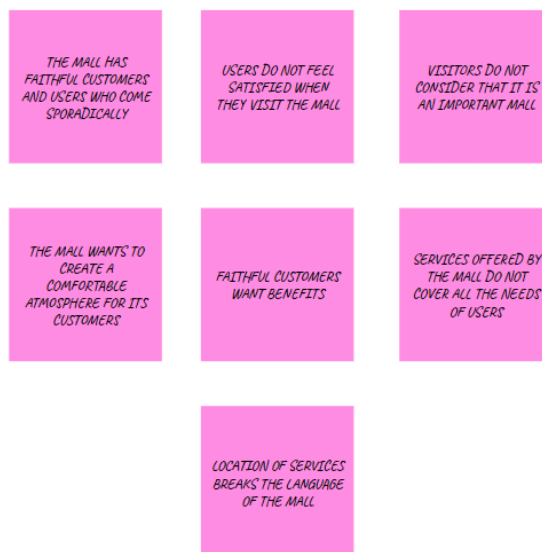 THE MALL HAS
FAITHFUL CUSTOMERS
AND USERS WHO COME
SPORADICALLY
USERS DO NOT FEEL
SATISFIED WHEN
THEY VISIT THE MALL
VISITORS DO NOT
CONSIDER THAT IT IS
AN IMPORTANT MALL
THE MALL WANTS TO
CREATE A
COMFORTABLE
ATMOSPHERE FOR ITS
CUSTOMERS
FAITHFUL CUSTOMERS
WANT BENEFITS
SERVICES OFFERED BY
THE MALL DO NOT
COVER ALL THE NEEDS
OF USERS
LOCATION OF SERVICES
BREAKS THE LANGUAGE
OF THE MALL